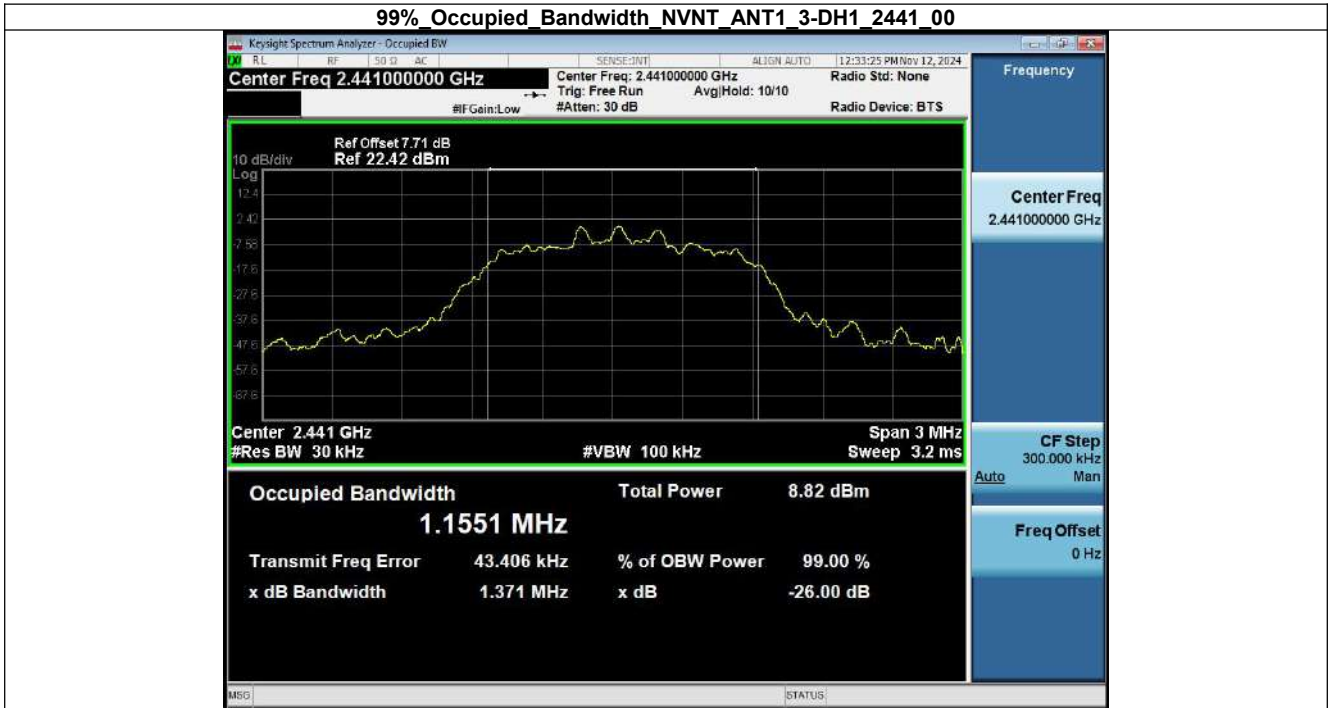 99%_Occupied_Bandwidth_NVNT_ANT1_3-DH1_2441_00
Keysight Spectrum Analyzer - Occupied BW
RL RF 50 Ω AC SENSE:INT ALIGN AUTO 12:33:25 PM Nov 12, 2024
Center Freq 2.441000000 GHz
Center Freq: 2.441000000 GHz Radio Std: None
Trig: Free Run Avg|Hold: 10/10
#IFGain:Low #Atten: 30 dB Radio Device: BTS
Ref Offset 7.71 dB
10 dB/div Ref 22.42 dBm
Log
12.4
2.42
-7.58
-17.6
-27.6
-37.6
-47.6
-57.6
-67.6
Center 2.441 GHz Span 3 MHz
#Res BW 30 kHz #VBW 100 kHz Sweep 3.2 ms
Occupied Bandwidth Total Power 8.82 dBm
1.1551 MHz
Transmit Freq Error 43.406 kHz % of OBW Power 99.00 %
x dB Bandwidth 1.371 MHz x dB -26.00 dB
MSG STATUS
Frequency
Center Freq
2.441000000 GHz
CF Step
300.000 kHz
Auto Man
Freq Offset
0 Hz